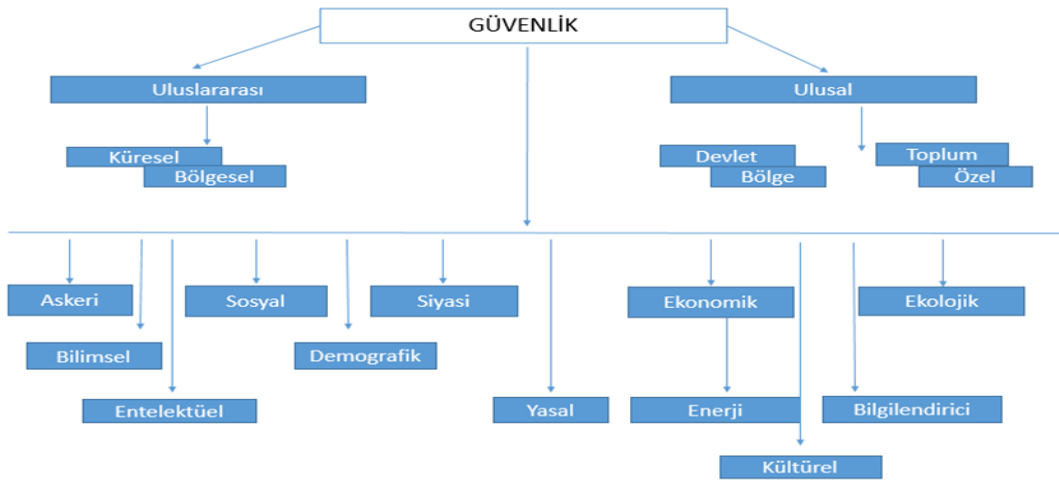 GÜVENLİK
Uluslararası
Ulusal
Küresel
Bölgesel
Devlet
Bölge
Toplum
Özel
Askeri
Sosyal
Siyasi
Ekonomik
Ekolojik
Bilimsel
Demografik
Entelektüel
Yasal
Enerji
Bilgilendirici
Kültürel